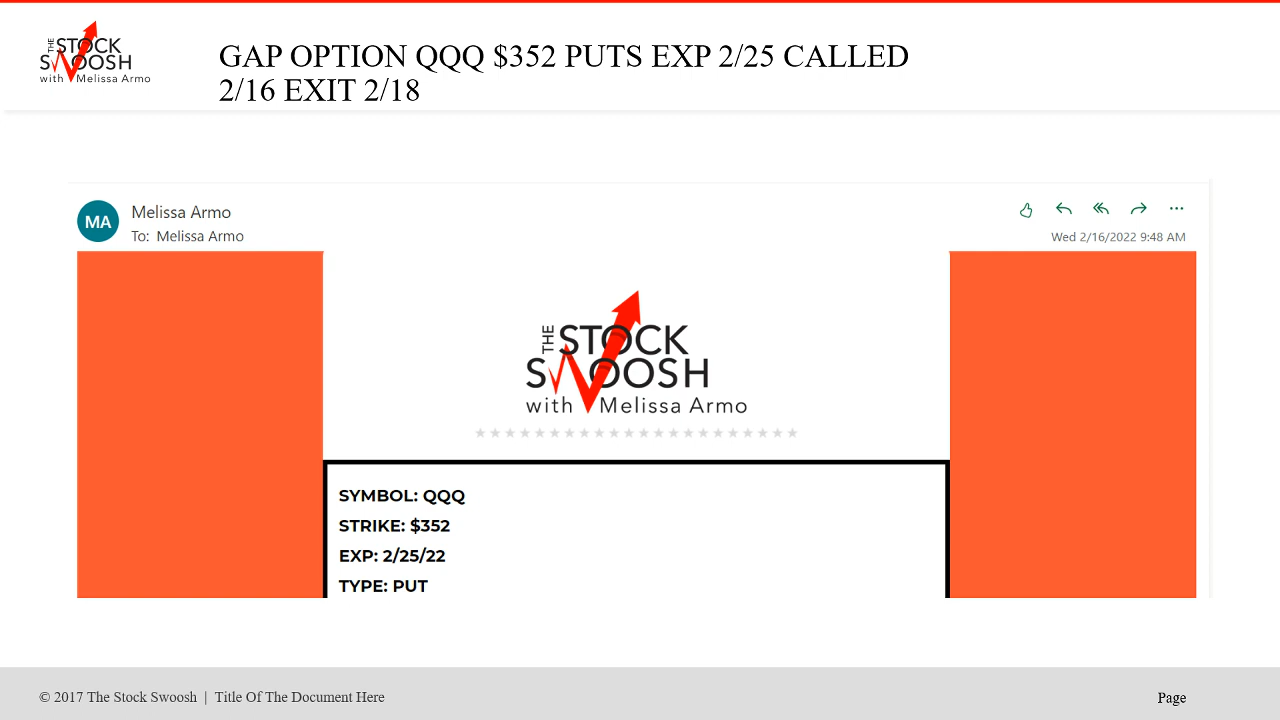 THE
STOCK
SWOOSH
with Melissa Armo
GAP OPTION QQQ $352 PUTS EXP 2/25 CALLED
2/16 EXIT 2/18
MA
Melissa Armo
To: Melissa Armo
Wed 2/16/2022 9:48 AM
THE
STOCK
SWOOSH
with Melissa Armo
SYMBOL: QQQ
STRIKE: $352
EXP: 2/25/22
TYPE: PUT
© 2017 The Stock Swoosh | Title Of The Document Here
Page